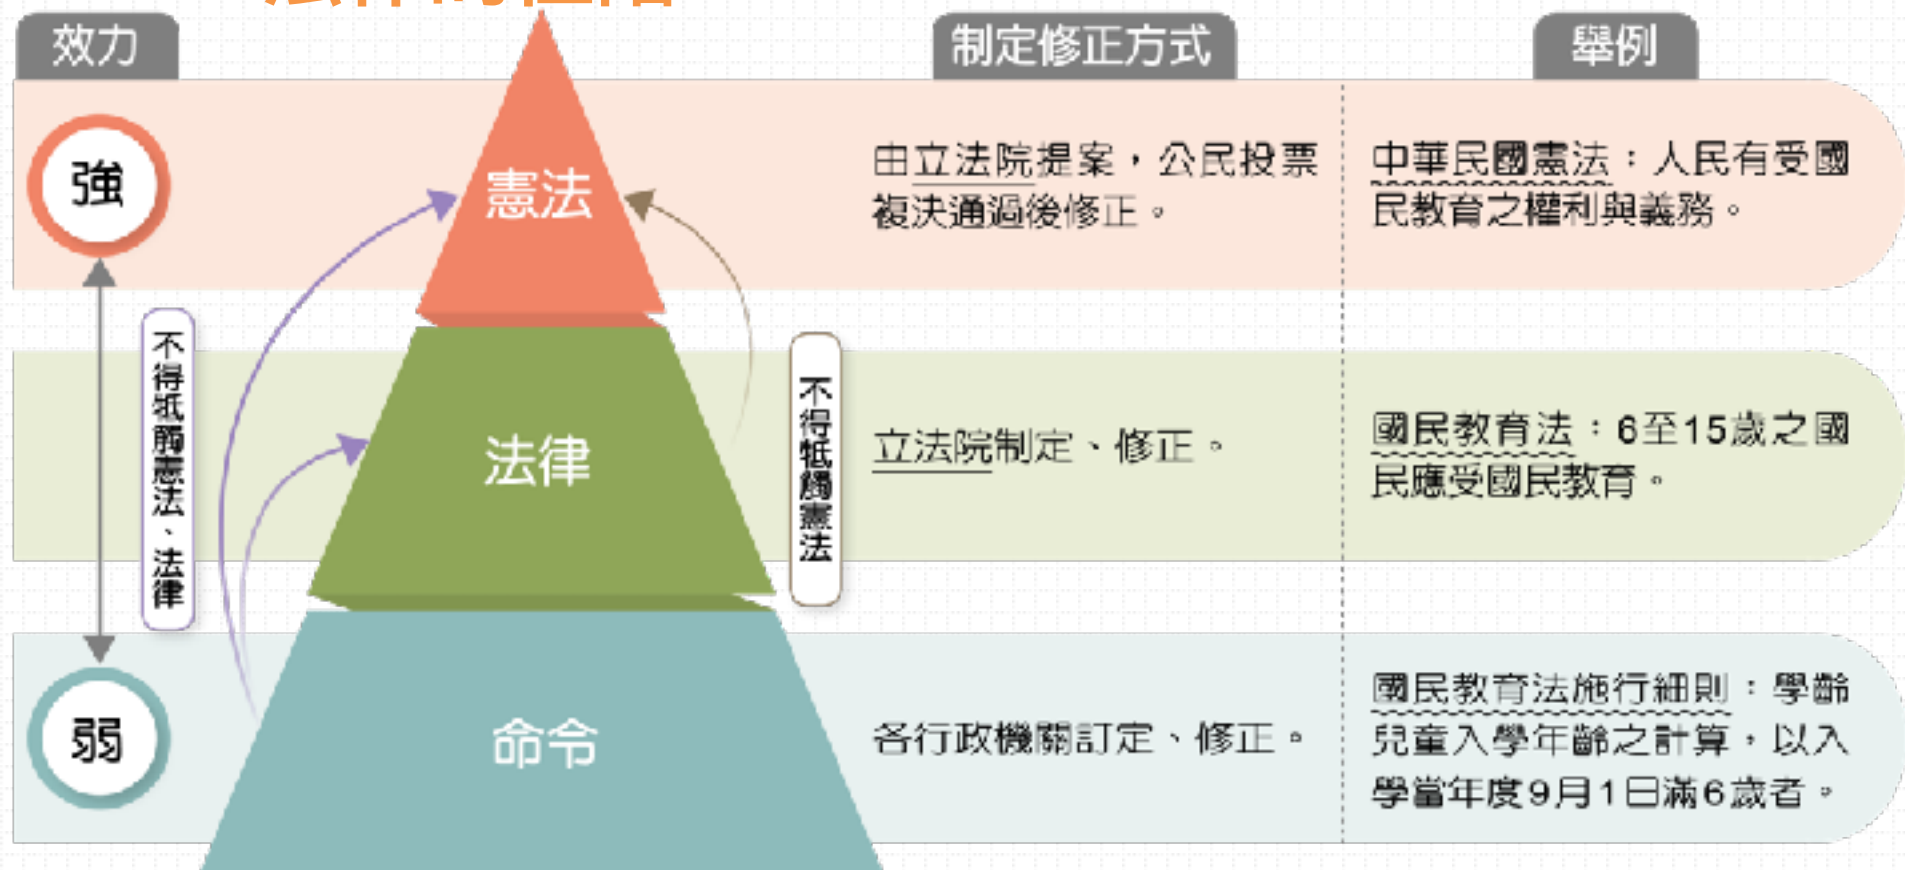 效力
制定修正方式
舉例
強
憲法
由立法院提案，公民投票
複決通過後修正。
中華民國憲法：人民有受國
民教育之權利與義務。
不得牴觸憲法、法律
不得牴觸憲法
法律
立法院制定、修正。
國民教育法：6至15歲之國
民應受國民教育。
弱
命令
各行政機關訂定、修正。
國民教育法施行細則：學齡
兒童入學年齡之計算，以入
學當年度9月1日滿6歲者。